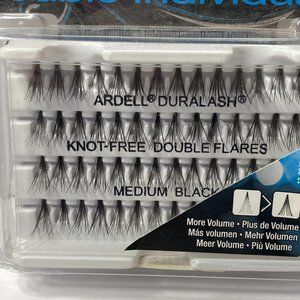 ARDELL® DURALASH®
KNOT-FREE DOUBLE FLARES
MEDIUM BLACK
More Volume • Plus de Volume
Más volumen • Mehr Volumen
Meer Volume • Più Volume